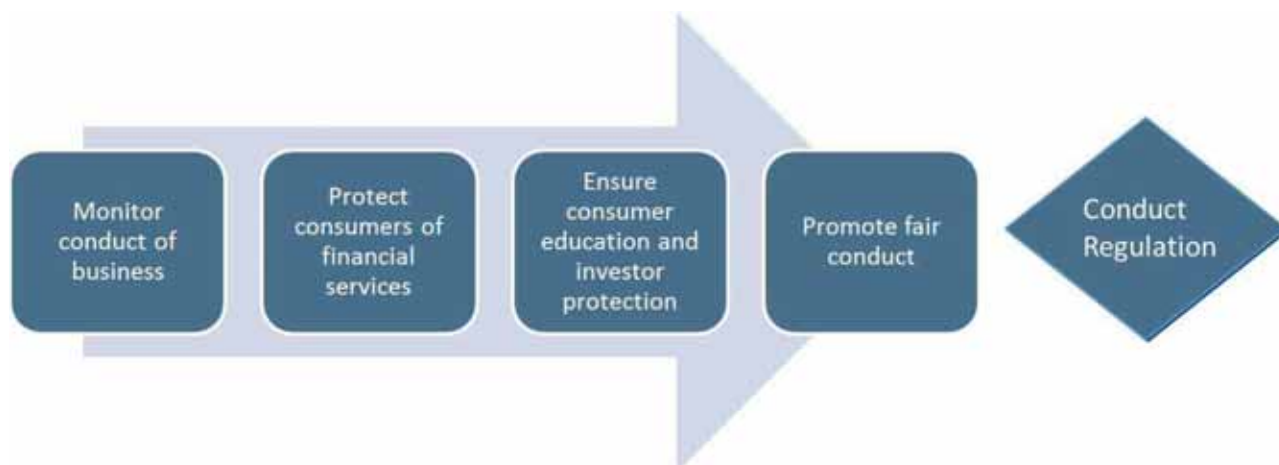 Monitor
conduct of
business
Protect
consumers of
financial
services
Ensure
consumer
education and
investor
protection
Promote fair
conduct
Conduct
Regulation